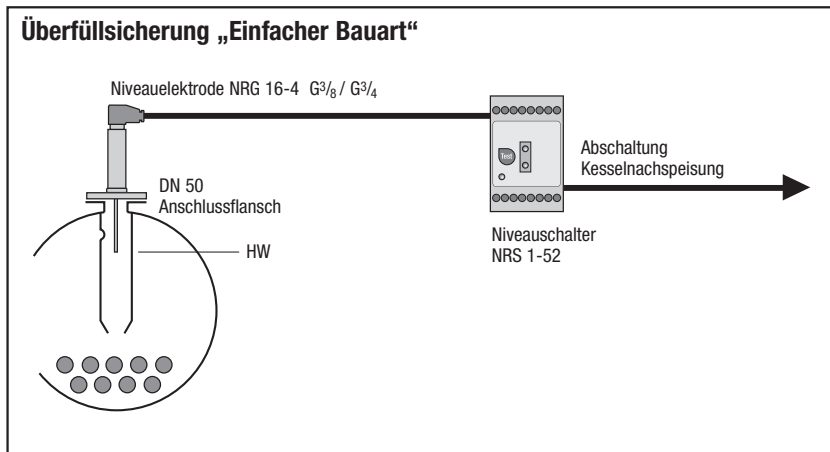 Überfüllsicherung „Einfacher Bauart“
Niveauelektrode NRG 16-4 G3/8 / G3/4
Test
Abschaltung
Kesselnachspeisung
DN 50
Anschlussflansch
HW
Niveauschalter
NRS 1-52